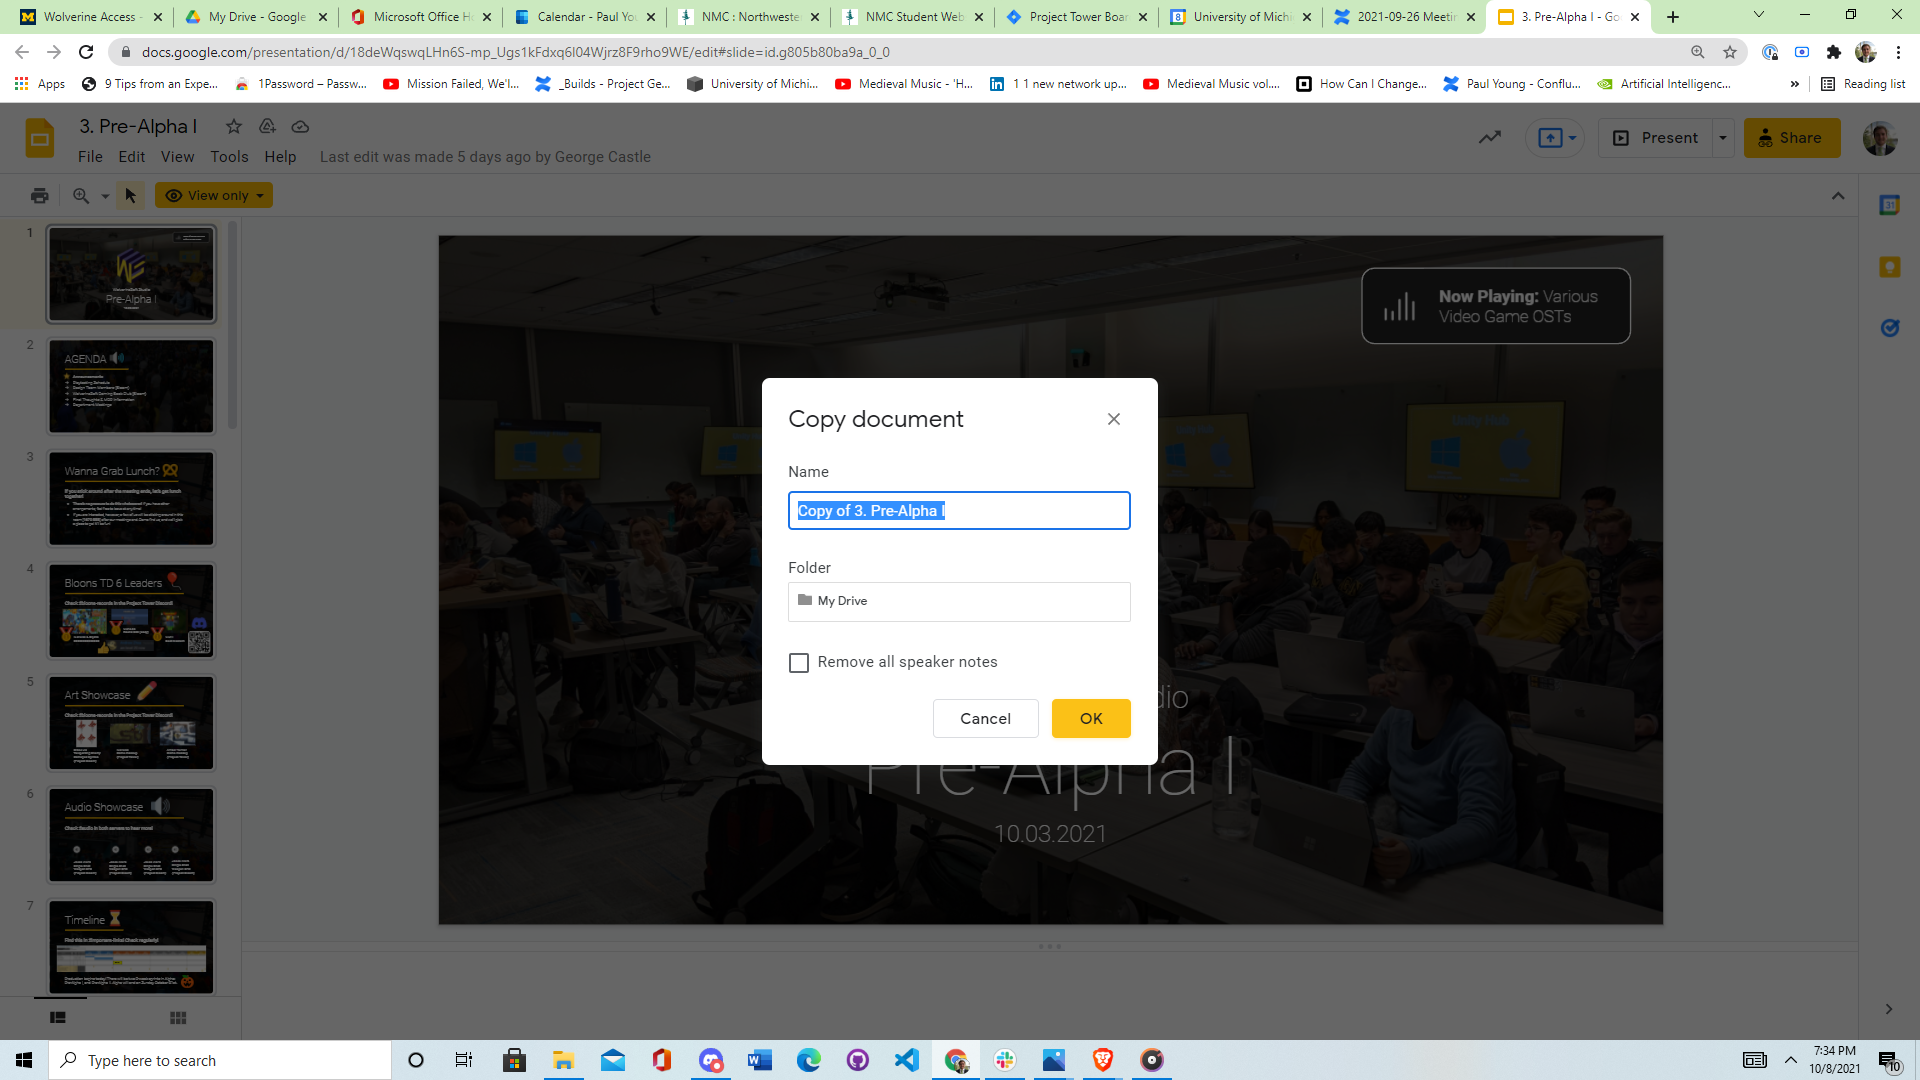 Wolverine Access -
My Drive - Google
Microsoft Office Ho
Calendar - Paul You
NMC : Northwester
NMC Student Web
Project Tower Boar
University of Michi
2021-09-26 Meetin
3. Pre-Alpha I - Goo
docs.google.com/presentation/d/18deWqswqLHn6S-mp_Ugs1kFdxq6I04Wjrz8F9rho9WE/edit#slide=id.g805b80ba9a_0_0
Apps
9 Tips from an Expe...
1Password – Passw...
Mission Failed, We'l...
_Builds - Project Ge...
University of Michi...
Medieval Music - 'H...
1 1 new network up...
Medieval Music vol....
How Can I Change...
Paul Young - Conflu...
Artificial Intelligenc...
»
Reading list
3. Pre-Alpha I
File Edit View Tools Help Last edit was made 5 days ago by George Castle
Present
Share
View only
1
Pre-Alpha I
2
AGENDA
3
Wanna Grab Lunch?
4
Bloons TD 6 Leaders
5
Art Showcase
6
Audio Showcase
7
Timeline
Now Playing: Various
Video Game OSTs
Copy document
Name
Copy of 3. Pre-Alpha I
Folder
My Drive
Remove all speaker notes
Cancel
OK
dio
Pre-Alpha I
10.03.2021
Type here to search
7:34 PM
10/8/2021
10